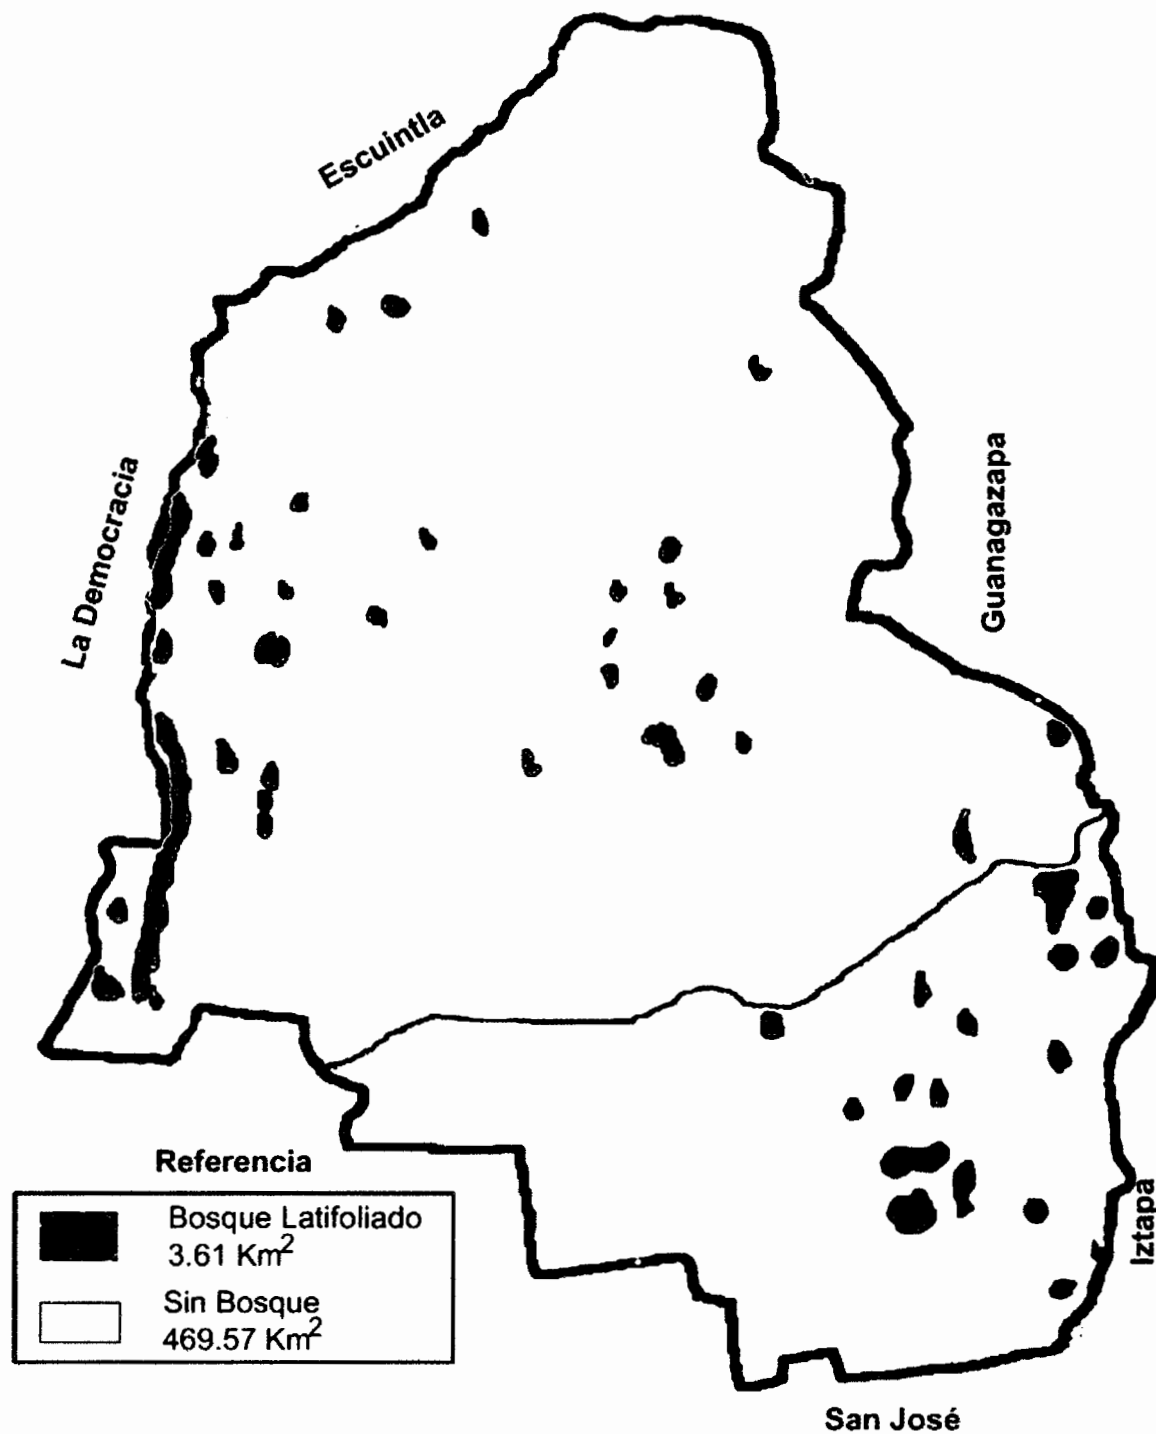 Escuintla
La Democracia
Guanagazapa
Referencia
Bosque Latifoliado
3.61 Km²
Sin Bosque
469.57 Km²
Iztapa
San José